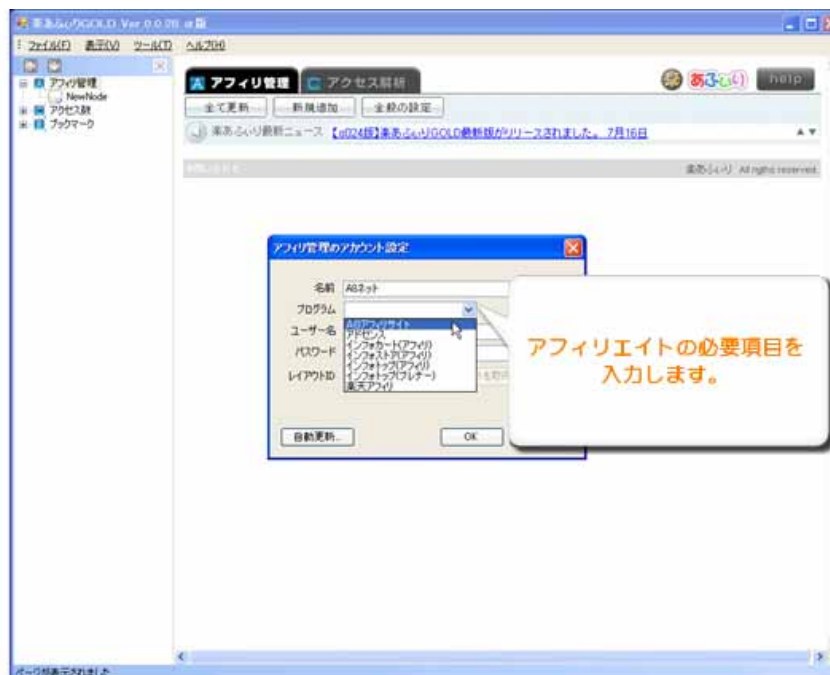 楽あふぃりGOLD Ver.0.0.28 α版
ファイル(F) 表示(V) ツール(T) ヘルプ(H)
アフィリ管理
NewNode
アクセス数
ブックマーク
アフィリ管理 アクセス解析
あふぃり help
全て更新 新規追加 全般の設定
楽あふぃり最新ニュース 【α024版】楽あふぃりGOLD最新版がリリースされました。 7月16日
楽あふぃり All rigths reserved.
アフィリ管理のアカウント設定
名前 A8ネット
プログラム
A8アフィリサイト
アドセンス
ユーザー名
インフォカート(アフィリ)
インフォストア(アフィリ)
パスワード
インフォトップ(アフィリ)
インフォトップ(プレナー)
レイアウトID
楽天アフィリ
自動更新.. OK
アフィリエイトの必要項目を
入力します。
ページが表示されました